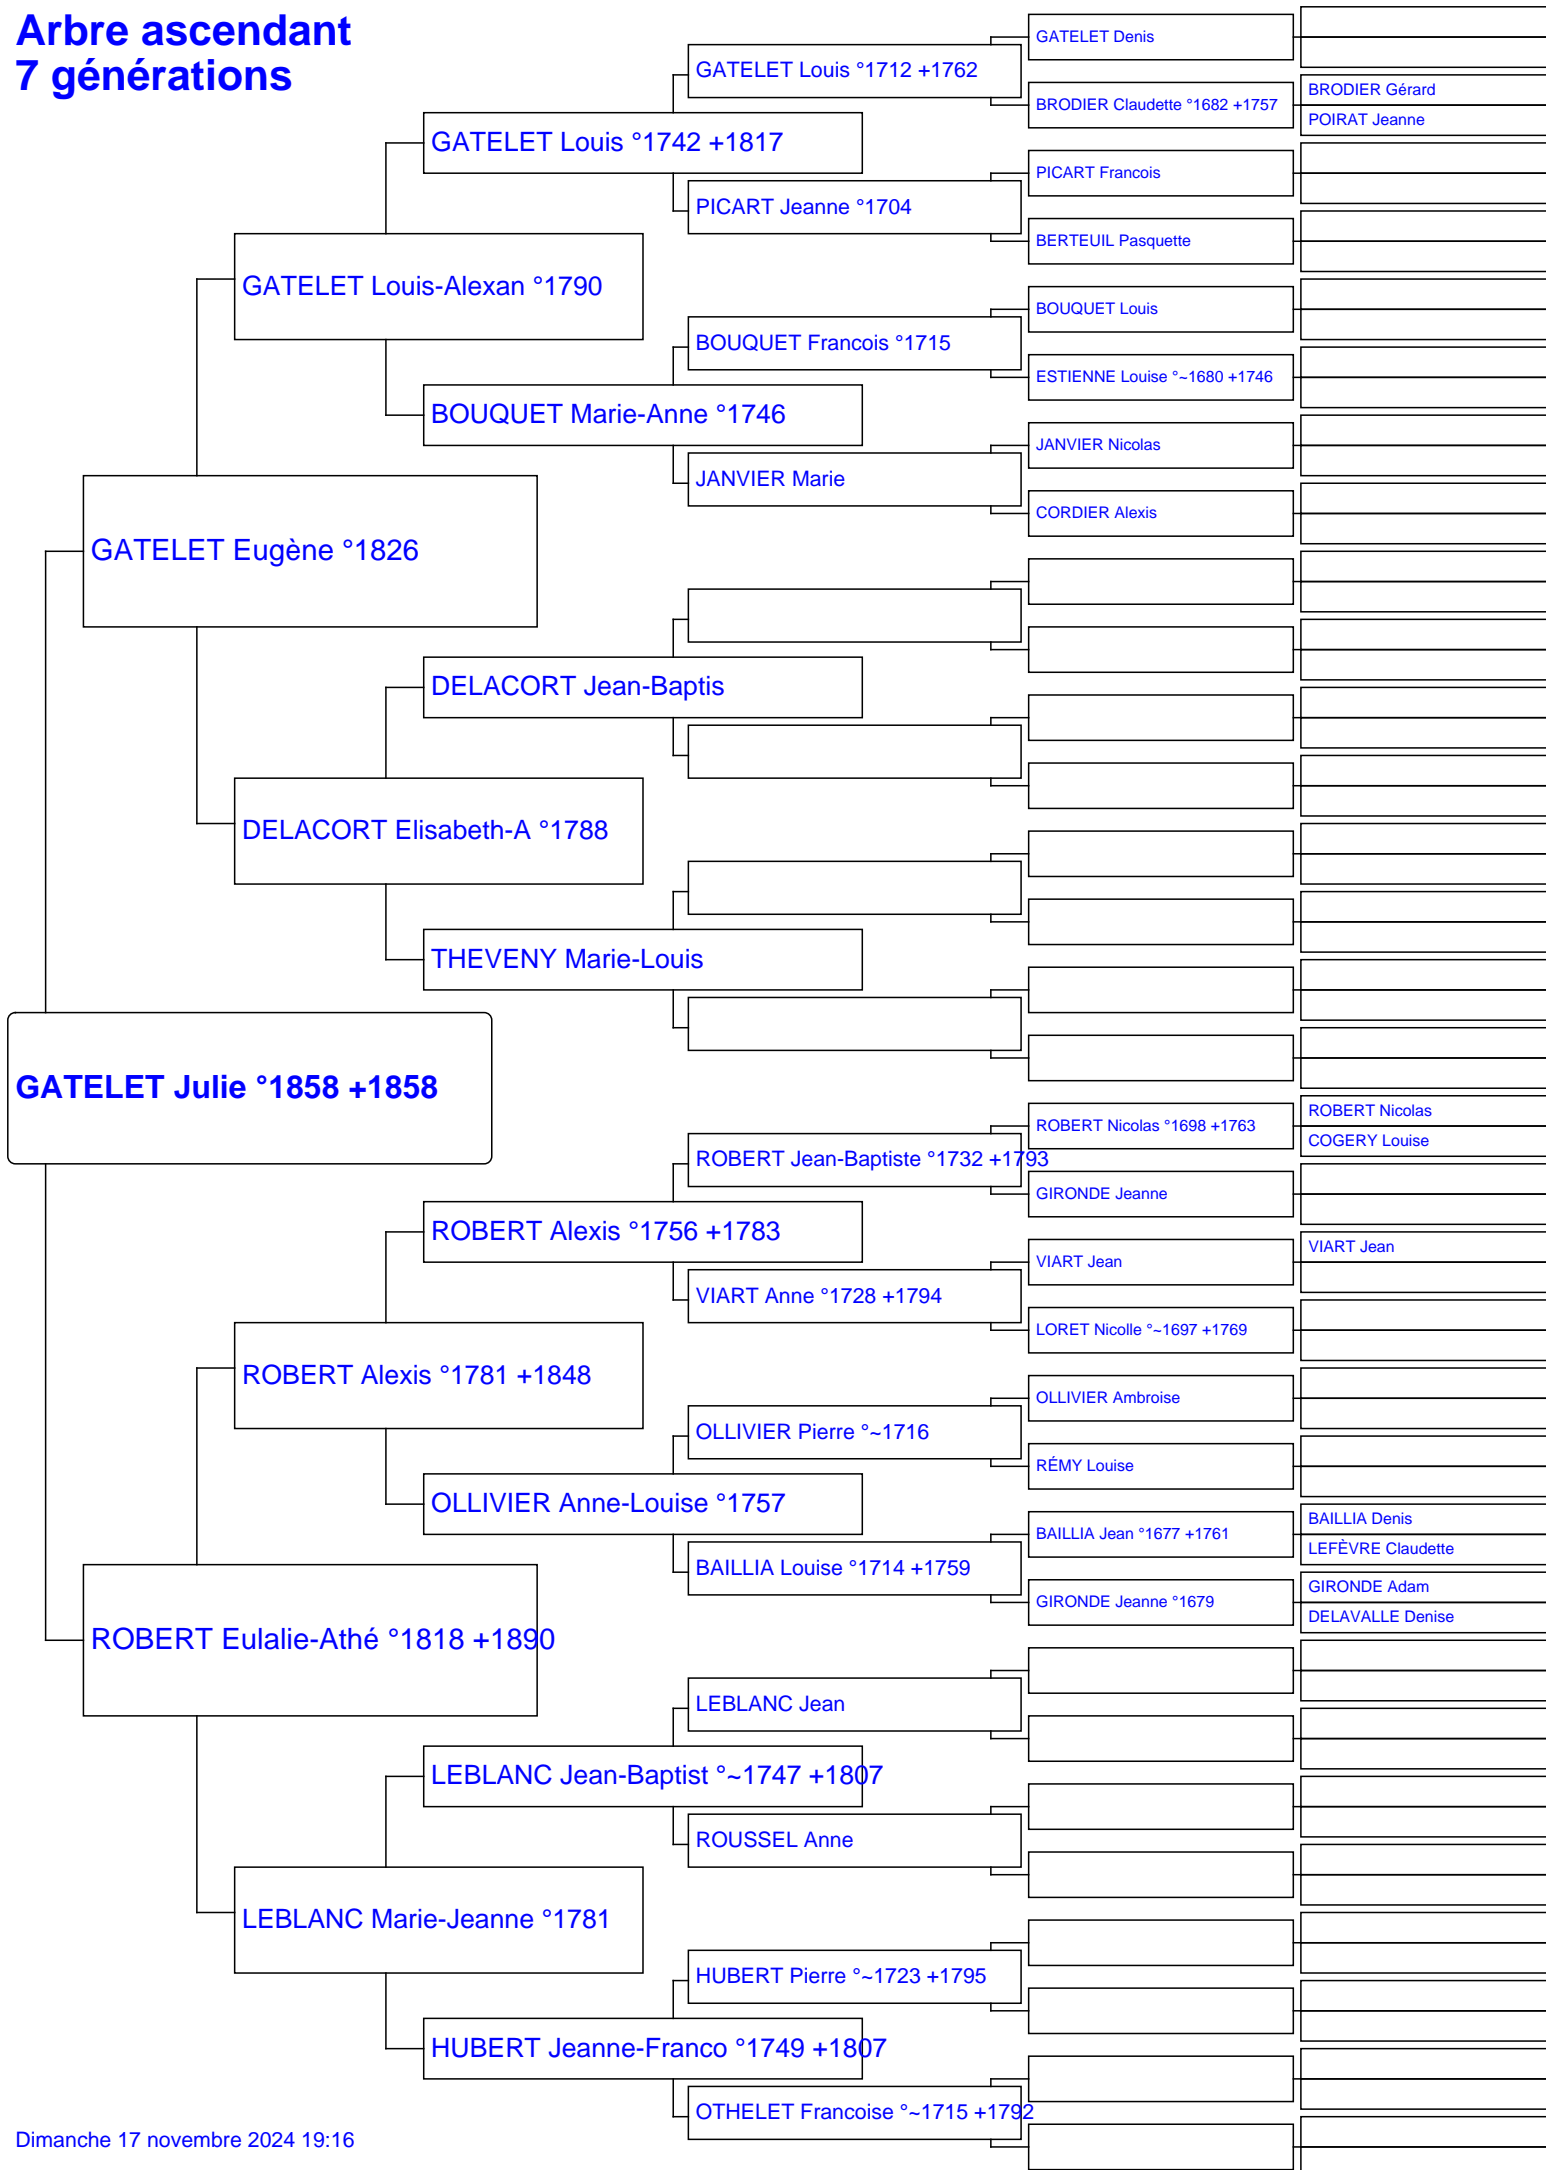 Arbre ascendant
7 générations
GATELET Denis
GATELET Louis °1712 +1762
BRODIER Gérard
BRODIER Claudette °1682 +1757
POIRAT Jeanne
GATELET Louis °1742 +1817
PICART Francois
PICART Jeanne °1704
BERTEUIL Pasquette
GATELET Louis-Alexan °1790
BOUQUET Louis
BOUQUET Francois °1715
ESTIENNE Louise °~1680 +1746
BOUQUET Marie-Anne °1746
JANVIER Nicolas
JANVIER Marie
CORDIER Alexis
GATELET Eugène °1826
DELACORT Jean-Baptis
DELACORT Elisabeth-A °1788
THEVENY Marie-Louis
GATELET Julie °1858 +1858
ROBERT Nicolas
ROBERT Nicolas °1698 +1763
COGERY Louise
ROBERT Jean-Baptiste °1732 +1793
GIRONDE Jeanne
ROBERT Alexis °1756 +1783
VIART Jean
VIART Jean
VIART Anne °1728 +1794
LORET Nicolle °~1697 +1769
ROBERT Alexis °1781 +1848
OLLIVIER Ambroise
OLLIVIER Pierre °~1716
RÉMY Louise
OLLIVIER Anne-Louise °1757
BAILLIA Denis
BAILLIA Jean °1677 +1761
LEFÈVRE Claudette
BAILLIA Louise °1714 +1759
GIRONDE Adam
GIRONDE Jeanne °1679
DELAVALLE Denise
ROBERT Eulalie-Athé °1818 +1890
LEBLANC Jean
LEBLANC Jean-Baptist °~1747 +1807
ROUSSEL Anne
LEBLANC Marie-Jeanne °1781
HUBERT Pierre °~1723 +1795
HUBERT Jeanne-Franco °1749 +1807
OTHELET Francoise °~1715 +1792
Dimanche 17 novembre 2024 19:16